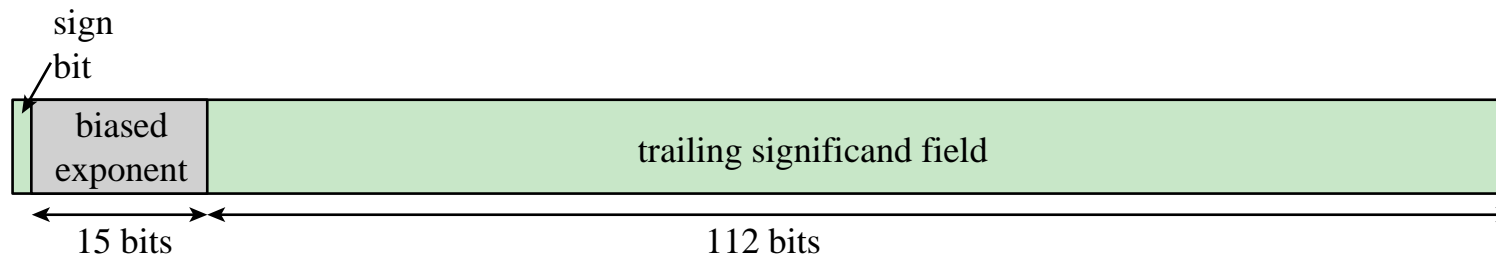 sign
bit
biased
exponent
trailing significand field
15 bits
112 bits